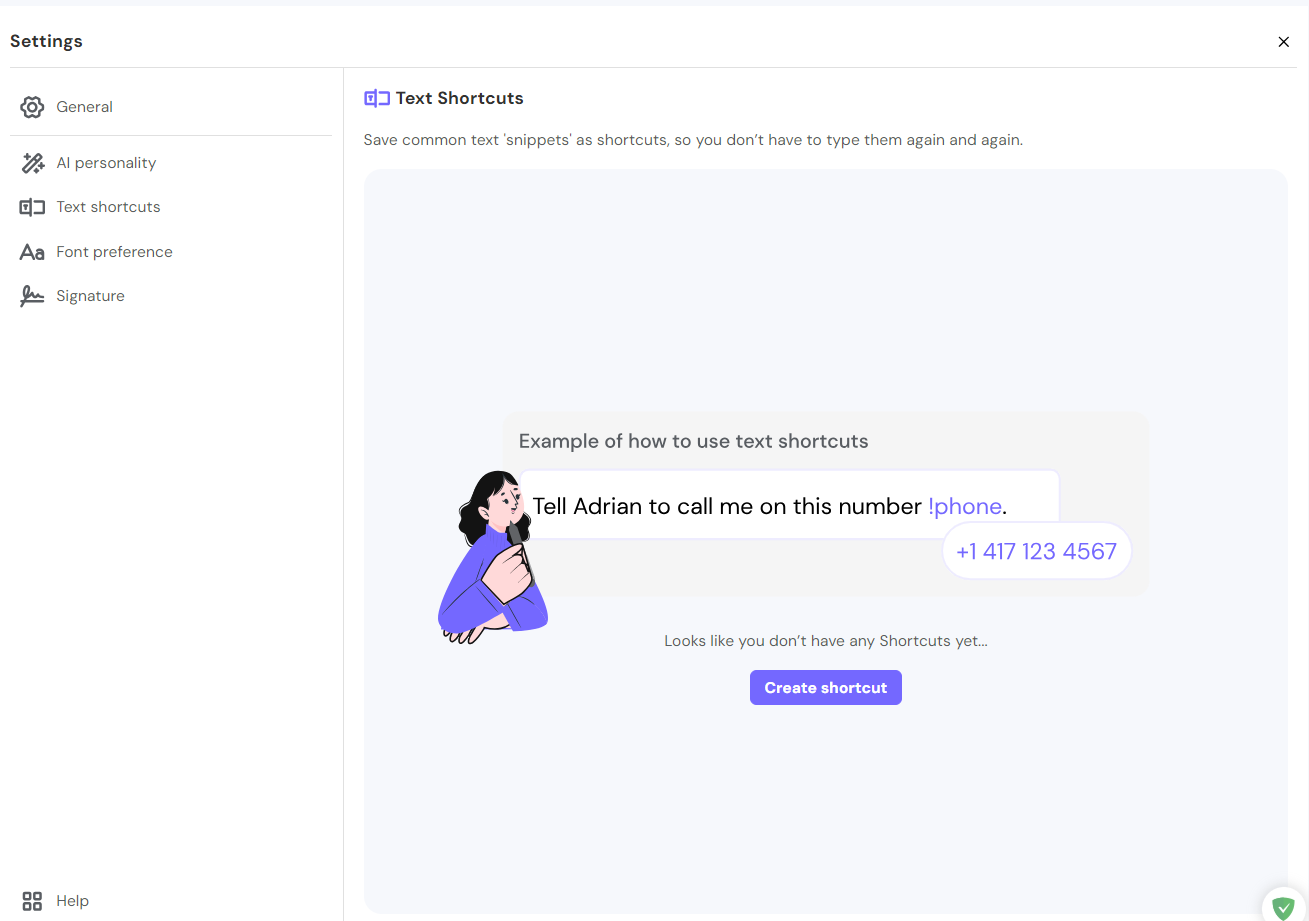 Settings
General
AI personality
Text shortcuts
Font preference
Signature
Help
Text Shortcuts
Save common text 'snippets' as shortcuts, so you don’t have to type them again and again.
Example of how to use text shortcuts
Tell Adrian to call me on this number !phone.
+1 417 123 4567
Looks like you don’t have any Shortcuts yet...
Create shortcut